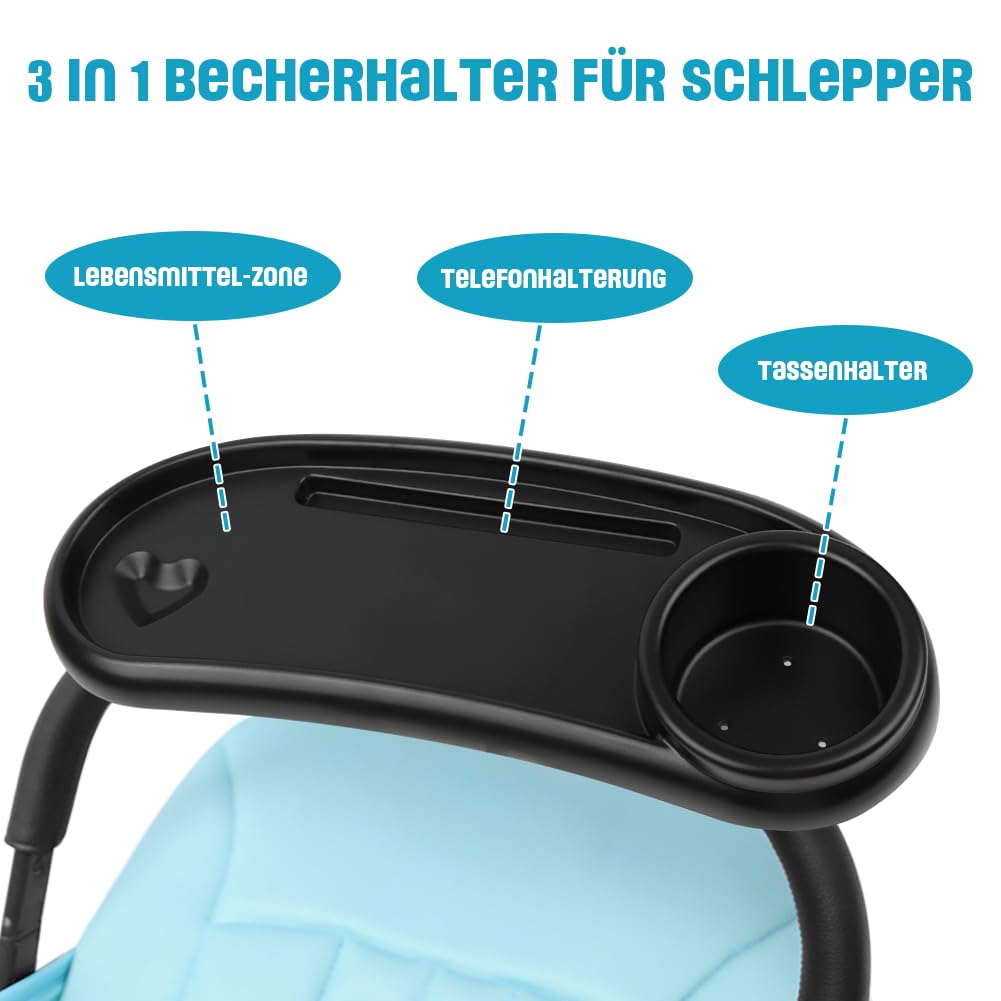 3 in 1 Becherhalter für Schlepper
Lebensmittel-Zone
Telefonhalterung
Tassenhalter